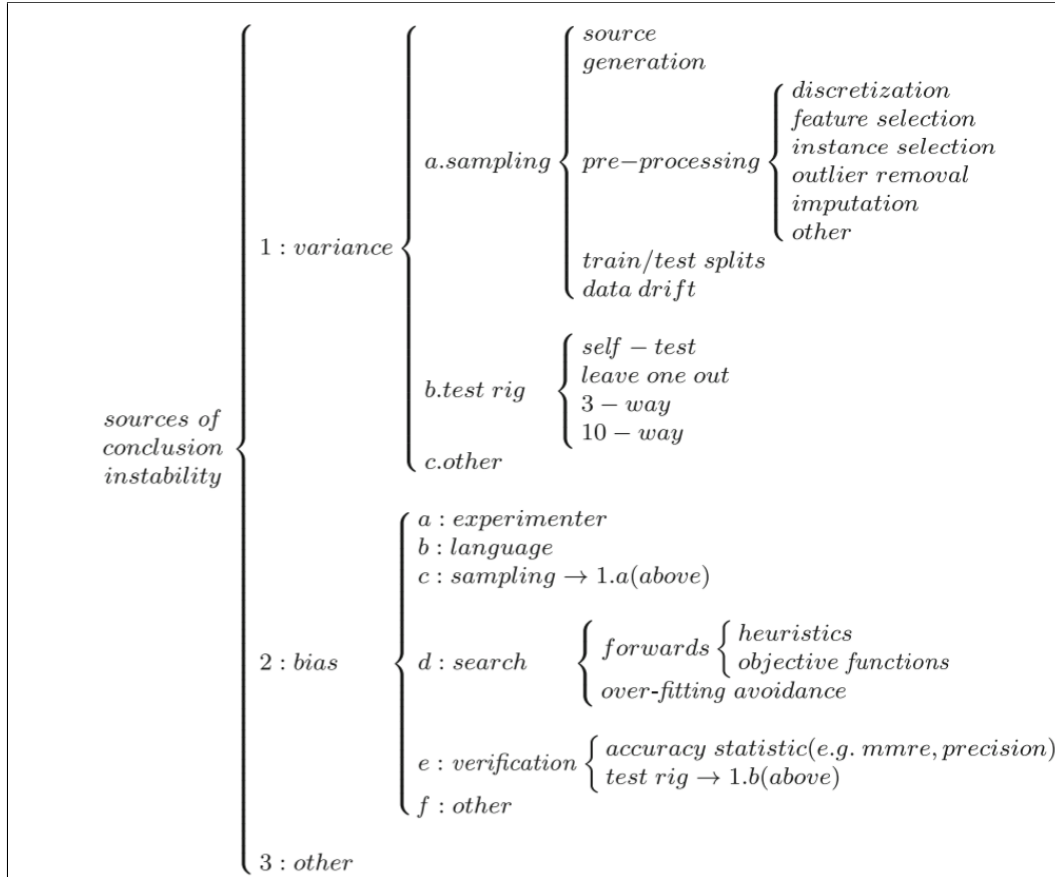 source
generation
discretization
feature selection
instance selection
a.sampling
pre−processing
outlier removal
imputation
other
1 : variance
train/test splits
data drift
self − test
leave one out
b.test rig
3 − way
10 − way
sources of
conclusion
instability
c.other
a : experimenter
b : language
c : sampling → 1.a(above)
2 : bias
d : search
forwards
heuristics
objective functions
over-fitting avoidance
e : verification
accuracy statistic(e.g. mmre, precision)
test rig → 1.b(above)
f : other
3 : other